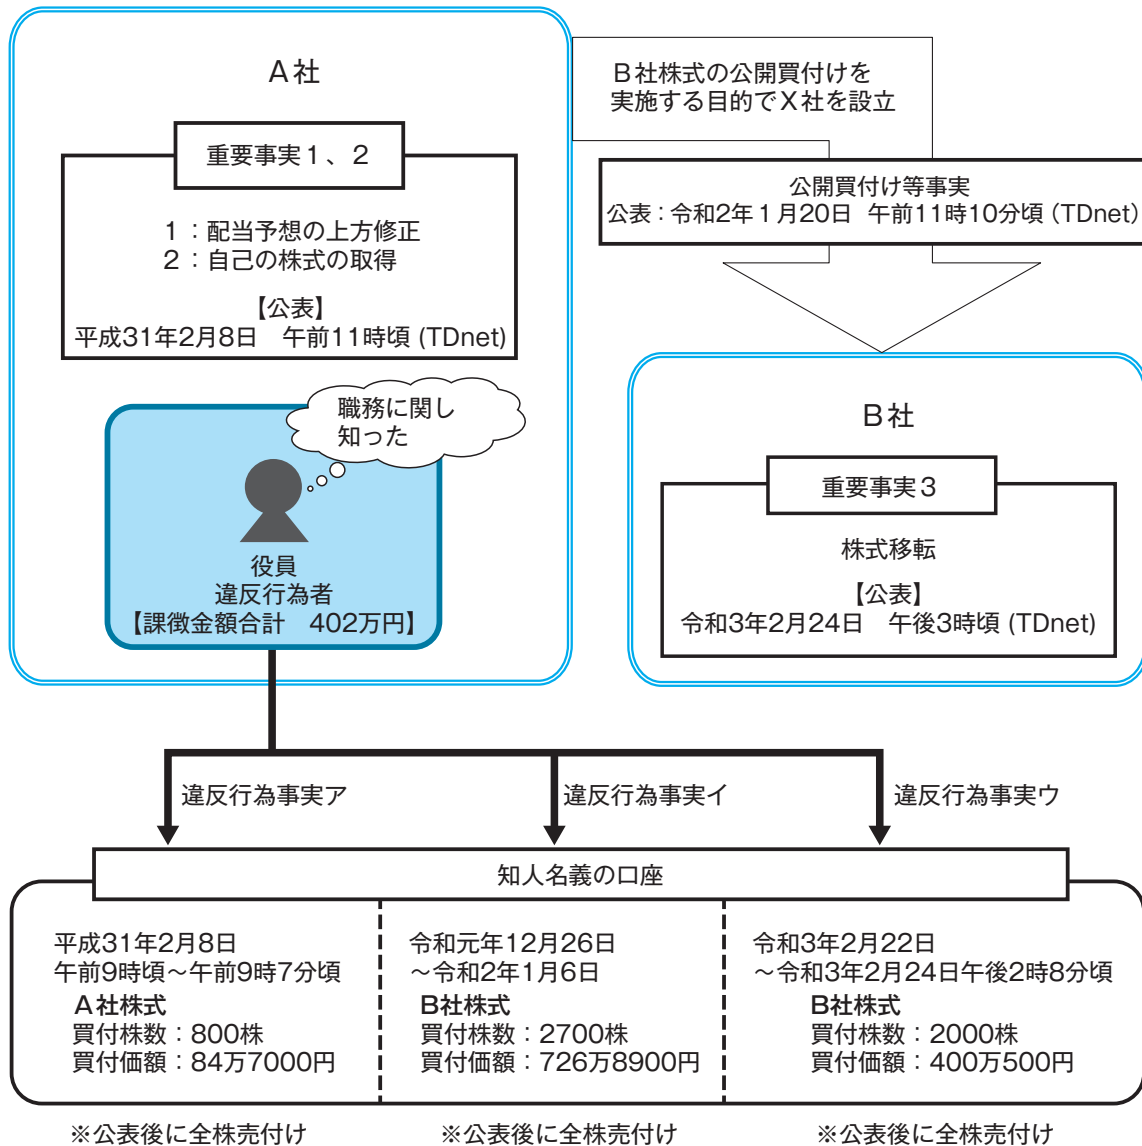 A社
重要事実1、2
1:配当予想の上方修正
2:自己の株式の取得
【公表】
平成31年2月8日　午前11時頃 (TDnet)
職務に関し
知った
役員
違反行為者
【課徴金額合計　402万円】
B社株式の公開買付けを
実施する目的でX社を設立
公開買付け等事実
公表:令和2年1月20日 午前11時10分頃(TDnet)
B社
重要事実3
株式移転
【公表】
令和3年2月24日　午後3時頃 (TDnet)
違反行為事実ア
違反行為事実イ
違反行為事実ウ
知人名義の口座
平成31年2月8日
午前9時頃～午前9時7分頃
A社株式
買付株数:800株
買付価額:84万7000円
令和元年12月26日
～令和2年1月6日
B社株式
買付株数:2700株
買付価額:726万8900円
令和3年2月22日
～令和3年2月24日午後2時8分頃
B社株式
買付株数:2000株
買付価額:400万500円
※公表後に全株売付け
※公表後に全株売付け
※公表後に全株売付け